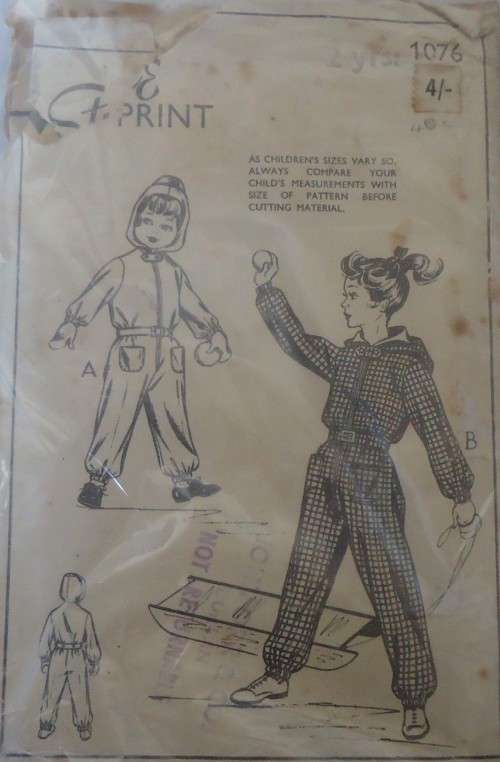 2 yrs: 1076
4/-
PRINT
AS CHILDREN'S SIZES VARY SO,
ALWAYS COMPARE YOUR
CHILD'S MEASUREMENTS WITH
SIZE OF PATTERN BEFORE
CUTTING MATERIAL.
A
B
NOT